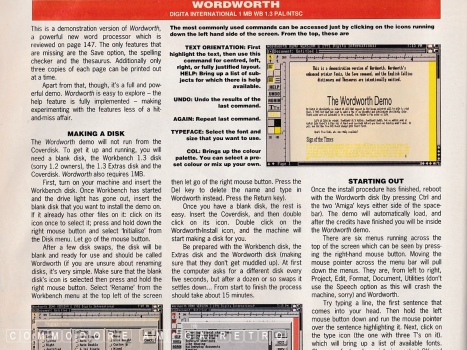 WORDWORTH
DIGITA INTERNATIONAL 1 MB WB 1.3 PAL/NTSC
This is a demonstration version of Wordworth,
a powerful new word processor which is
reviewed on page 147. The only features that
are missing are the Save option, the spelling
checker and the thesaurus. Additionally only
three copies of each page can be printed out
at a time.
Apart from that, though, it's a full and pow-
erful demo. Wordworth is easy to explore – the
help feature is fully implemented – making
experimenting with the features less of a hit-
and-miss affair.
MAKING A DISK
The Wordworth demo will not run from the
Coverdisk. To get it up and running, you will
need a blank disk, the Workbench 1.3 disk
(sorry 1.2 owners), the 1.3 Extras disk and the
Coverdisk. Wordworth also requires 1MB.
First, turn on your machine and insert the
Workbench disk. Once Workbench has started
and the drive light has gone out, insert the
blank disk that you want to install the demo on.
If it already has other files on it: click on its
icon once to select it; press and hold down the
right mouse button and select 'Initialise' from
the Disk menu. Let go of the mouse button.
After a few disk swaps, the disk will be
blank and ready for use and should be called
Wordworth (if you are unsure about renaming
disks, it's very simple. Make sure that the blank
disk's icon is selected then press and hold the
right mouse button. Select 'Rename' from the
Workbench menu at the top left of the screen
The most commonly used commands can be accessed just by clicking on the icons running
down the left hand side of the screen. From the top, these are
TEXT ORIENTATION: First
highlight the text, then use this
command for centred, left,
right, or fully justified layout.
HELP: Bring up a list of sub-
jects for which there is help
available.
UNDO: Undo the results of the
last command.
AGAIN: Repeat last command.
TYPEFACE: Select the font and
size that you want to use.
COL: Brings up the colour
palette. You can select a pre-
set colour or mix up your own.
The Wordworth Demo
Sign of the Times
then let go of the right mouse button. Press the
Del key to delete the name and type in
Wordworth instead. Press the Return key).
Once you have a blank disk, the rest is
easy. Insert the Coverdisk, and then double
click on its icon. Double click on the
WordworthInstall icon, and the machine will
start making a disk for you.
Be prepared with the Workbench disk, the
Extras disk and the Wordworth disk (making
sure that they don't get muddled up). At first
the computer asks for a different disk every
five seconds, but after a dozen or so swaps it
settles down... From start to finish the process
should take about 15 minutes.
STARTING OUT
Once the install procedure has finished, reboot
with the Wordworth disk (by pressing Ctrl and
the two 'Amiga' keys either side of the space
bar). The demo will automatically load, and
after the credits have finished you will be inside
the Wordworth demo.
There are six menus running across the
top of the screen which can be seen by press-
ing the right-hand mouse button. Moving the
mouse pointer across the menu bar will pull
down the menus. They are, from left to right,
Project, Edit, Format, Document, Utilities (don't
use the Speech option as this will crash the
machine, sorry) and Wordworth.
Try typing a line, the first sentence that
comes into your head. Then hold the left
mouse button down and run the mouse pointer
over the sentence highlighting it. Next, click on
the type icon (the one with three T's on it),
which will bring up a list of available fonts.
COMMODORE AMIGA RETRO